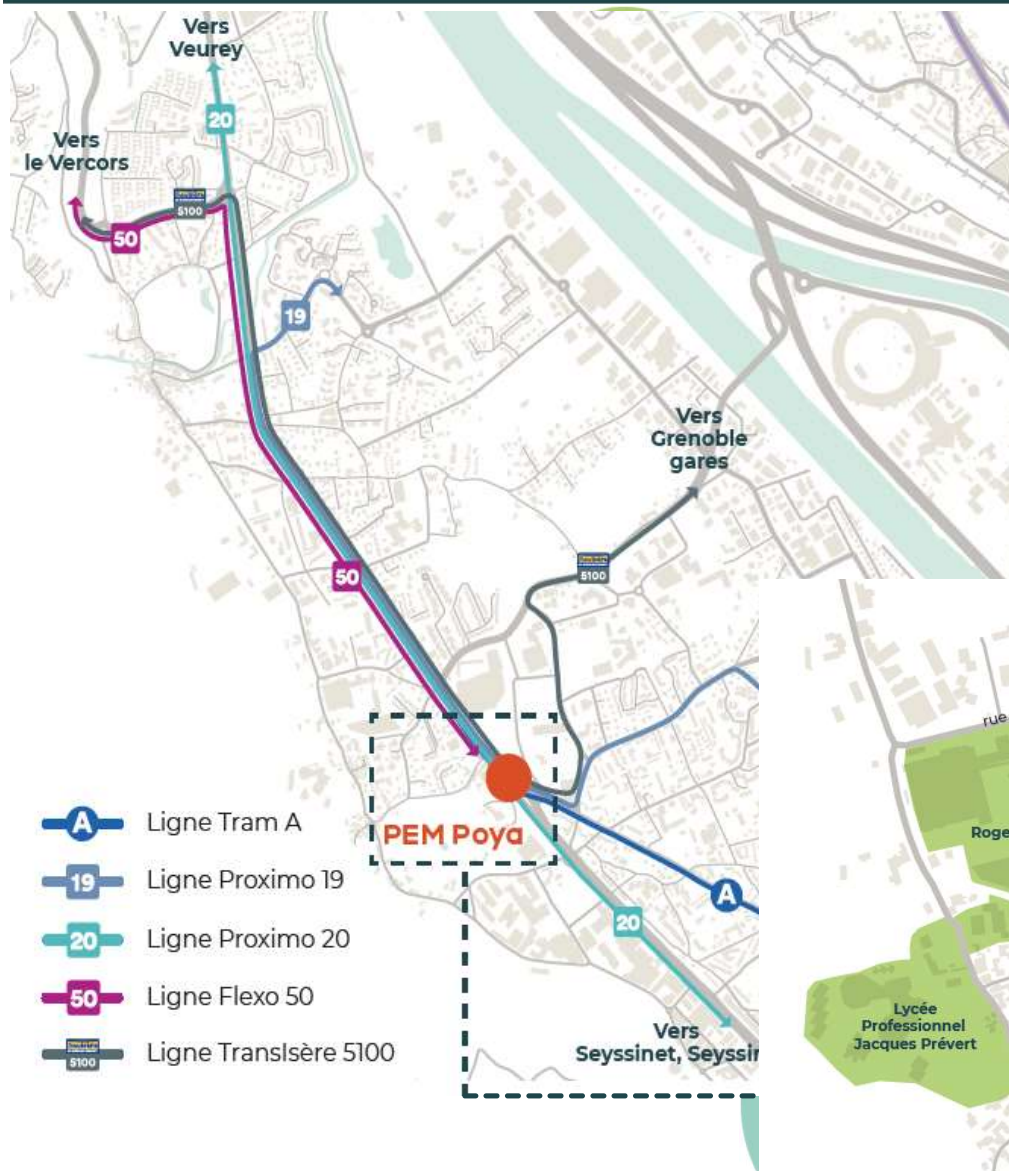 Vers
Veurey
20
Vers
le Vercors
5100
50
19
Vers
Grenoble
gares
5100
50
rue
PEM Poya
A
Ligne Tram A
Roge
19
Ligne Proximo 19
A
20
20
Ligne Proximo 20
50
Ligne Flexo 50
Lycée
Professionnel
Jacques Prévert
Vers
Seyssinet, Seyssin
5100
Ligne TransIsère 5100